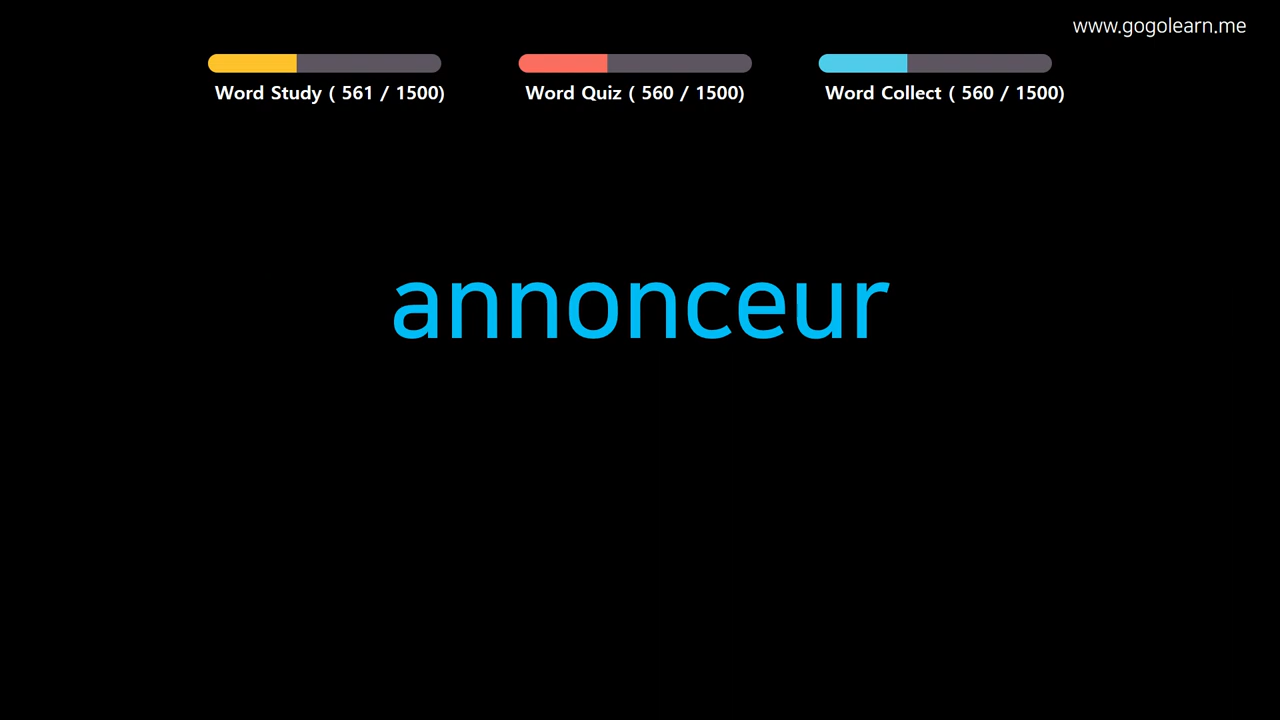 www.gogolearn.me
Word Study ( 561 / 1500)
Word Quiz ( 560 / 1500)
Word Collect ( 560 / 1500)
annonceur